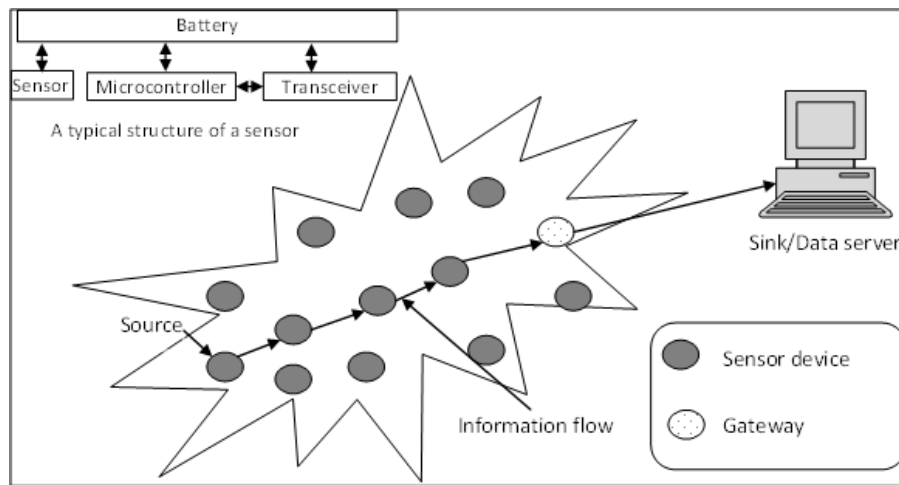 Battery
Sensor
Microcontroller
Transceiver
A typical structure of a sensor
Sink/Data server
Source
Sensor device
Information flow
Gateway